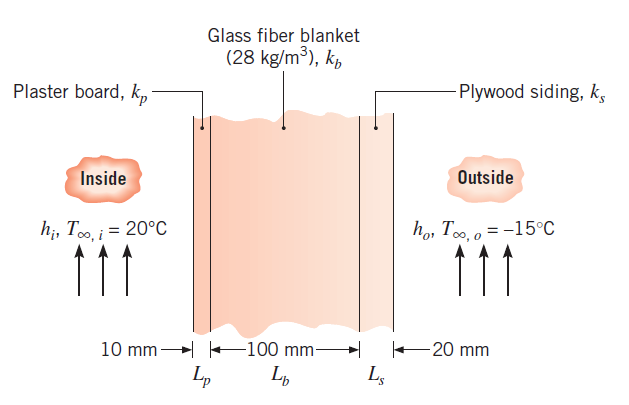 Glass fiber blanket
(28 kg/m³), k_b
Plaster board, k_p
Plywood siding, k_s
Inside
Outside
h_i, T_∞, i = 20°C
h_o, T_∞, o = −15°C
10 mm
100 mm
20 mm
L_p
L_b
L_s